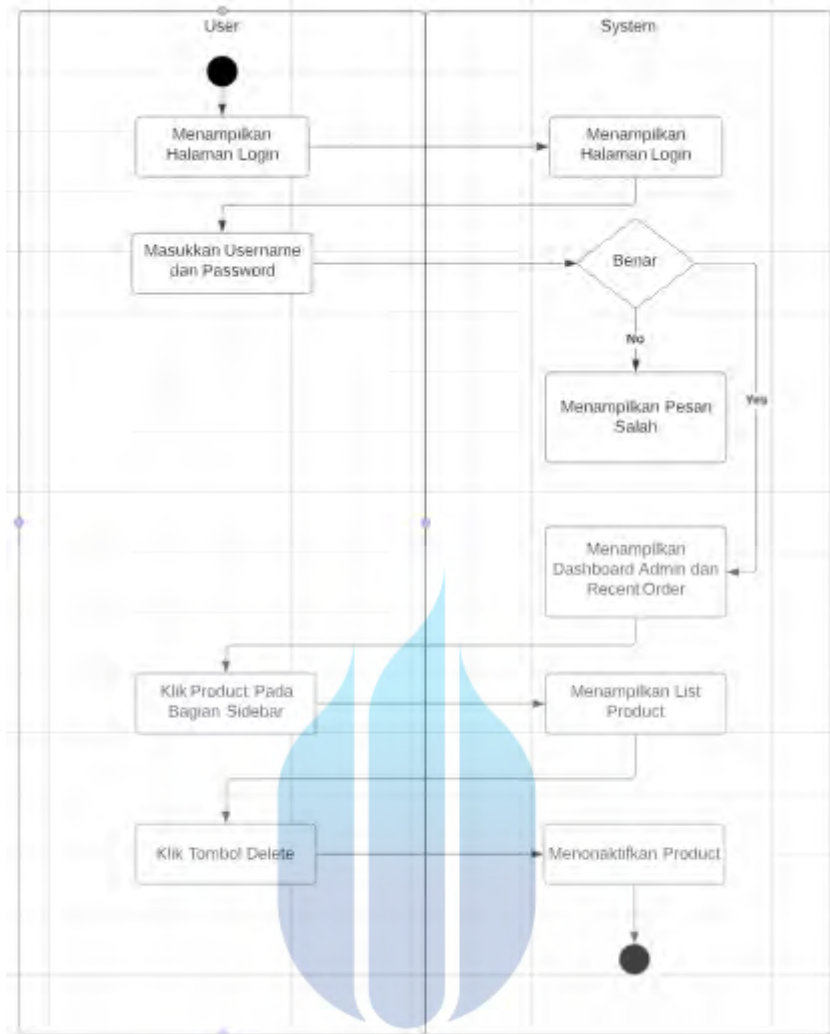 User
System
Menampilkan
Halaman Login
Menampilkan
Halaman Login
Masukkan Username
dan Password
Benar
No
Menampilkan Pesan
Salah
Yes
Menampilkan
Dashboard Admin dan
Recent Order
Klik Product Pada
Bagian Sidebar
Menampilkan List
Product
Klik Tombol Delete
Menonaktifkan Product